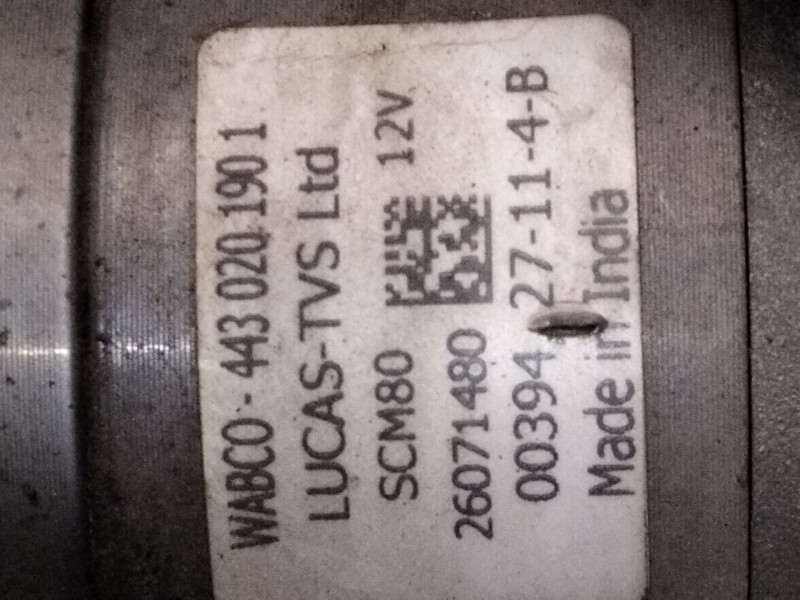 WABCO - 443 020 190 1
LUCAS-TVS Ltd
SCM80 12V
26071480
00394 27-11-4-B
Made in India